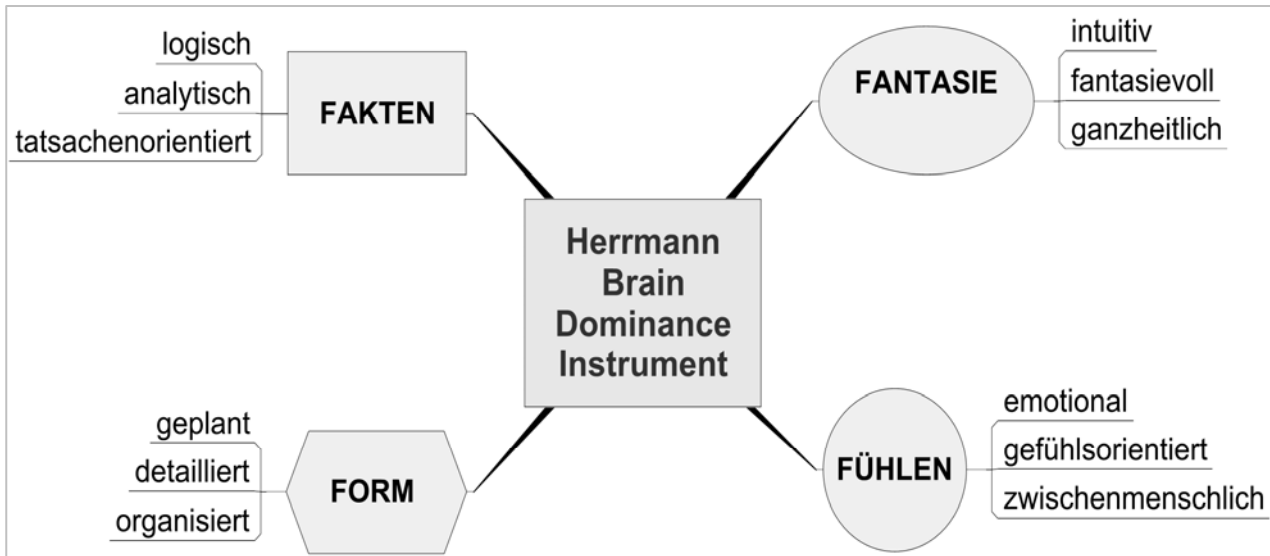 logisch
analytisch
tatsachenorientiert
FAKTEN
FANTASIE
intuitiv
fantasievoll
ganzheitlich
Herrmann
Brain
Dominance
Instrument
geplant
detailliert
organisiert
FORM
FÜHLEN
emotional
gefühlsorientiert
zwischenmenschlich